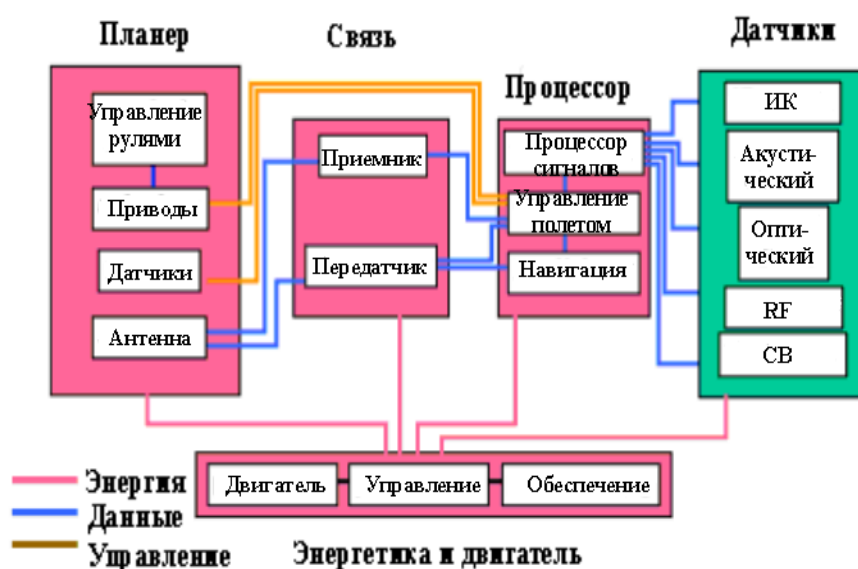 Планер
Управление
рулями
Приводы
Датчики
Антенна
Связь
Приемник
Передатчик
Процессор
Процессор
сигналов
Управление
полетом
Навигация
Датчики
ИК
Акусти-
ческий
Опти-
ческий
RF
СВ
Двигатель
Управление
Обеспечение
Энергетика и двигатель
Энергия
Данные
Управление